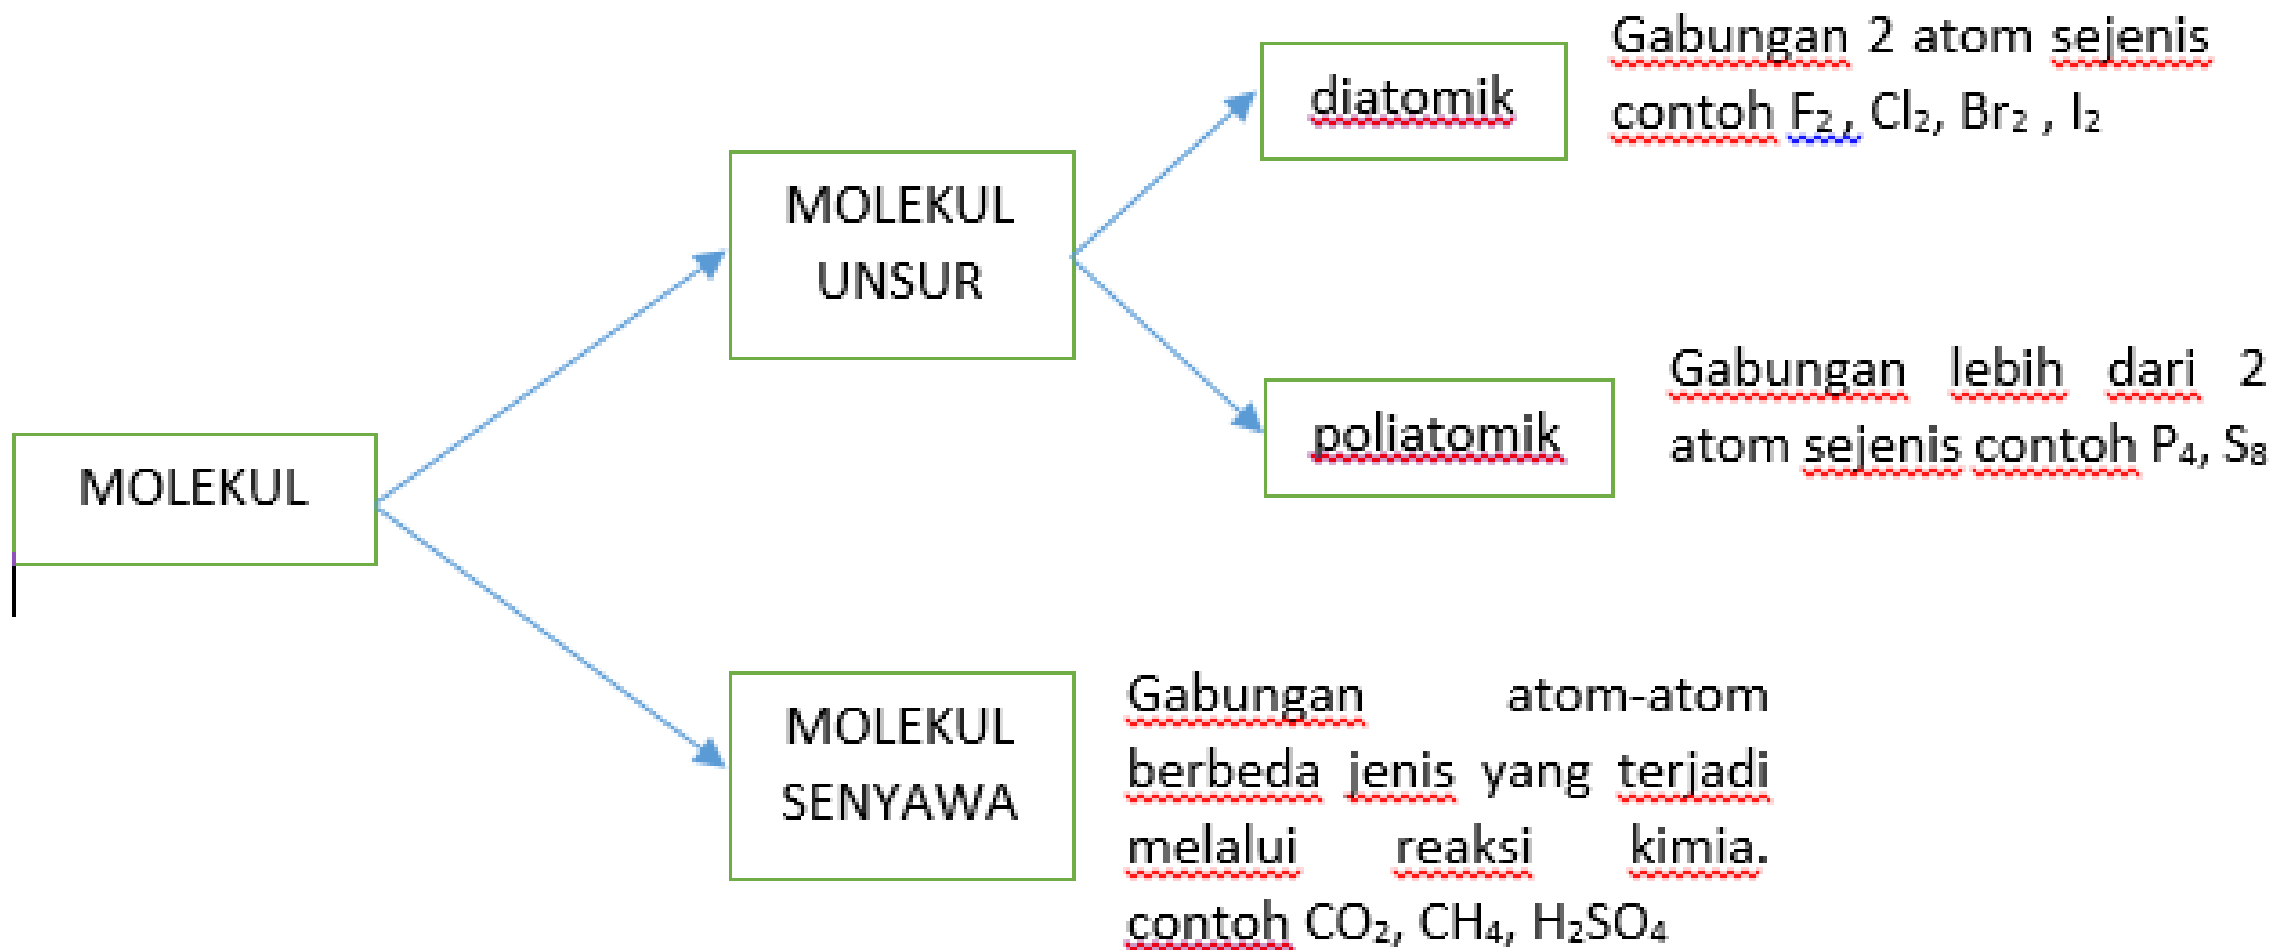 MOLEKUL
MOLEKUL
UNSUR
diatomik
Gabungan 2 atom sejenis
contoh F₂ , Cl₂, Br₂ , I₂
poliatomik
Gabungan lebih dari 2
atom sejenis contoh P₄, S₈
MOLEKUL
SENYAWA
Gabungan atom-atom
berbeda jenis yang terjadi
melalui reaksi kimia.
contoh CO₂, CH₄, H₂SO₄